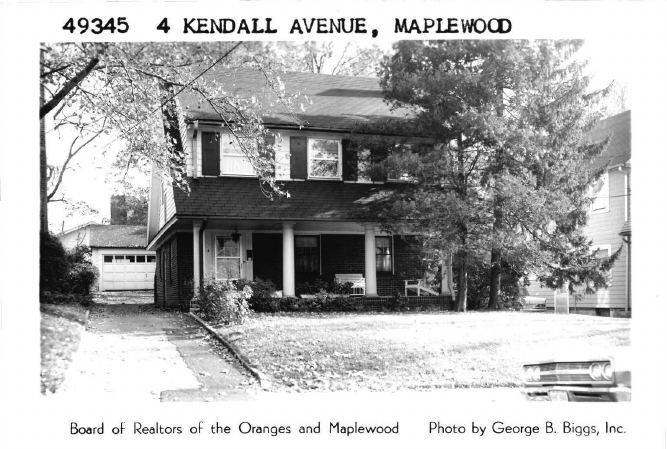 49345 4 KENDALL AVENUE, MAPLEWOOD
Board of Realtors of the Oranges and Maplewood Photo by George B. Biggs, Inc.